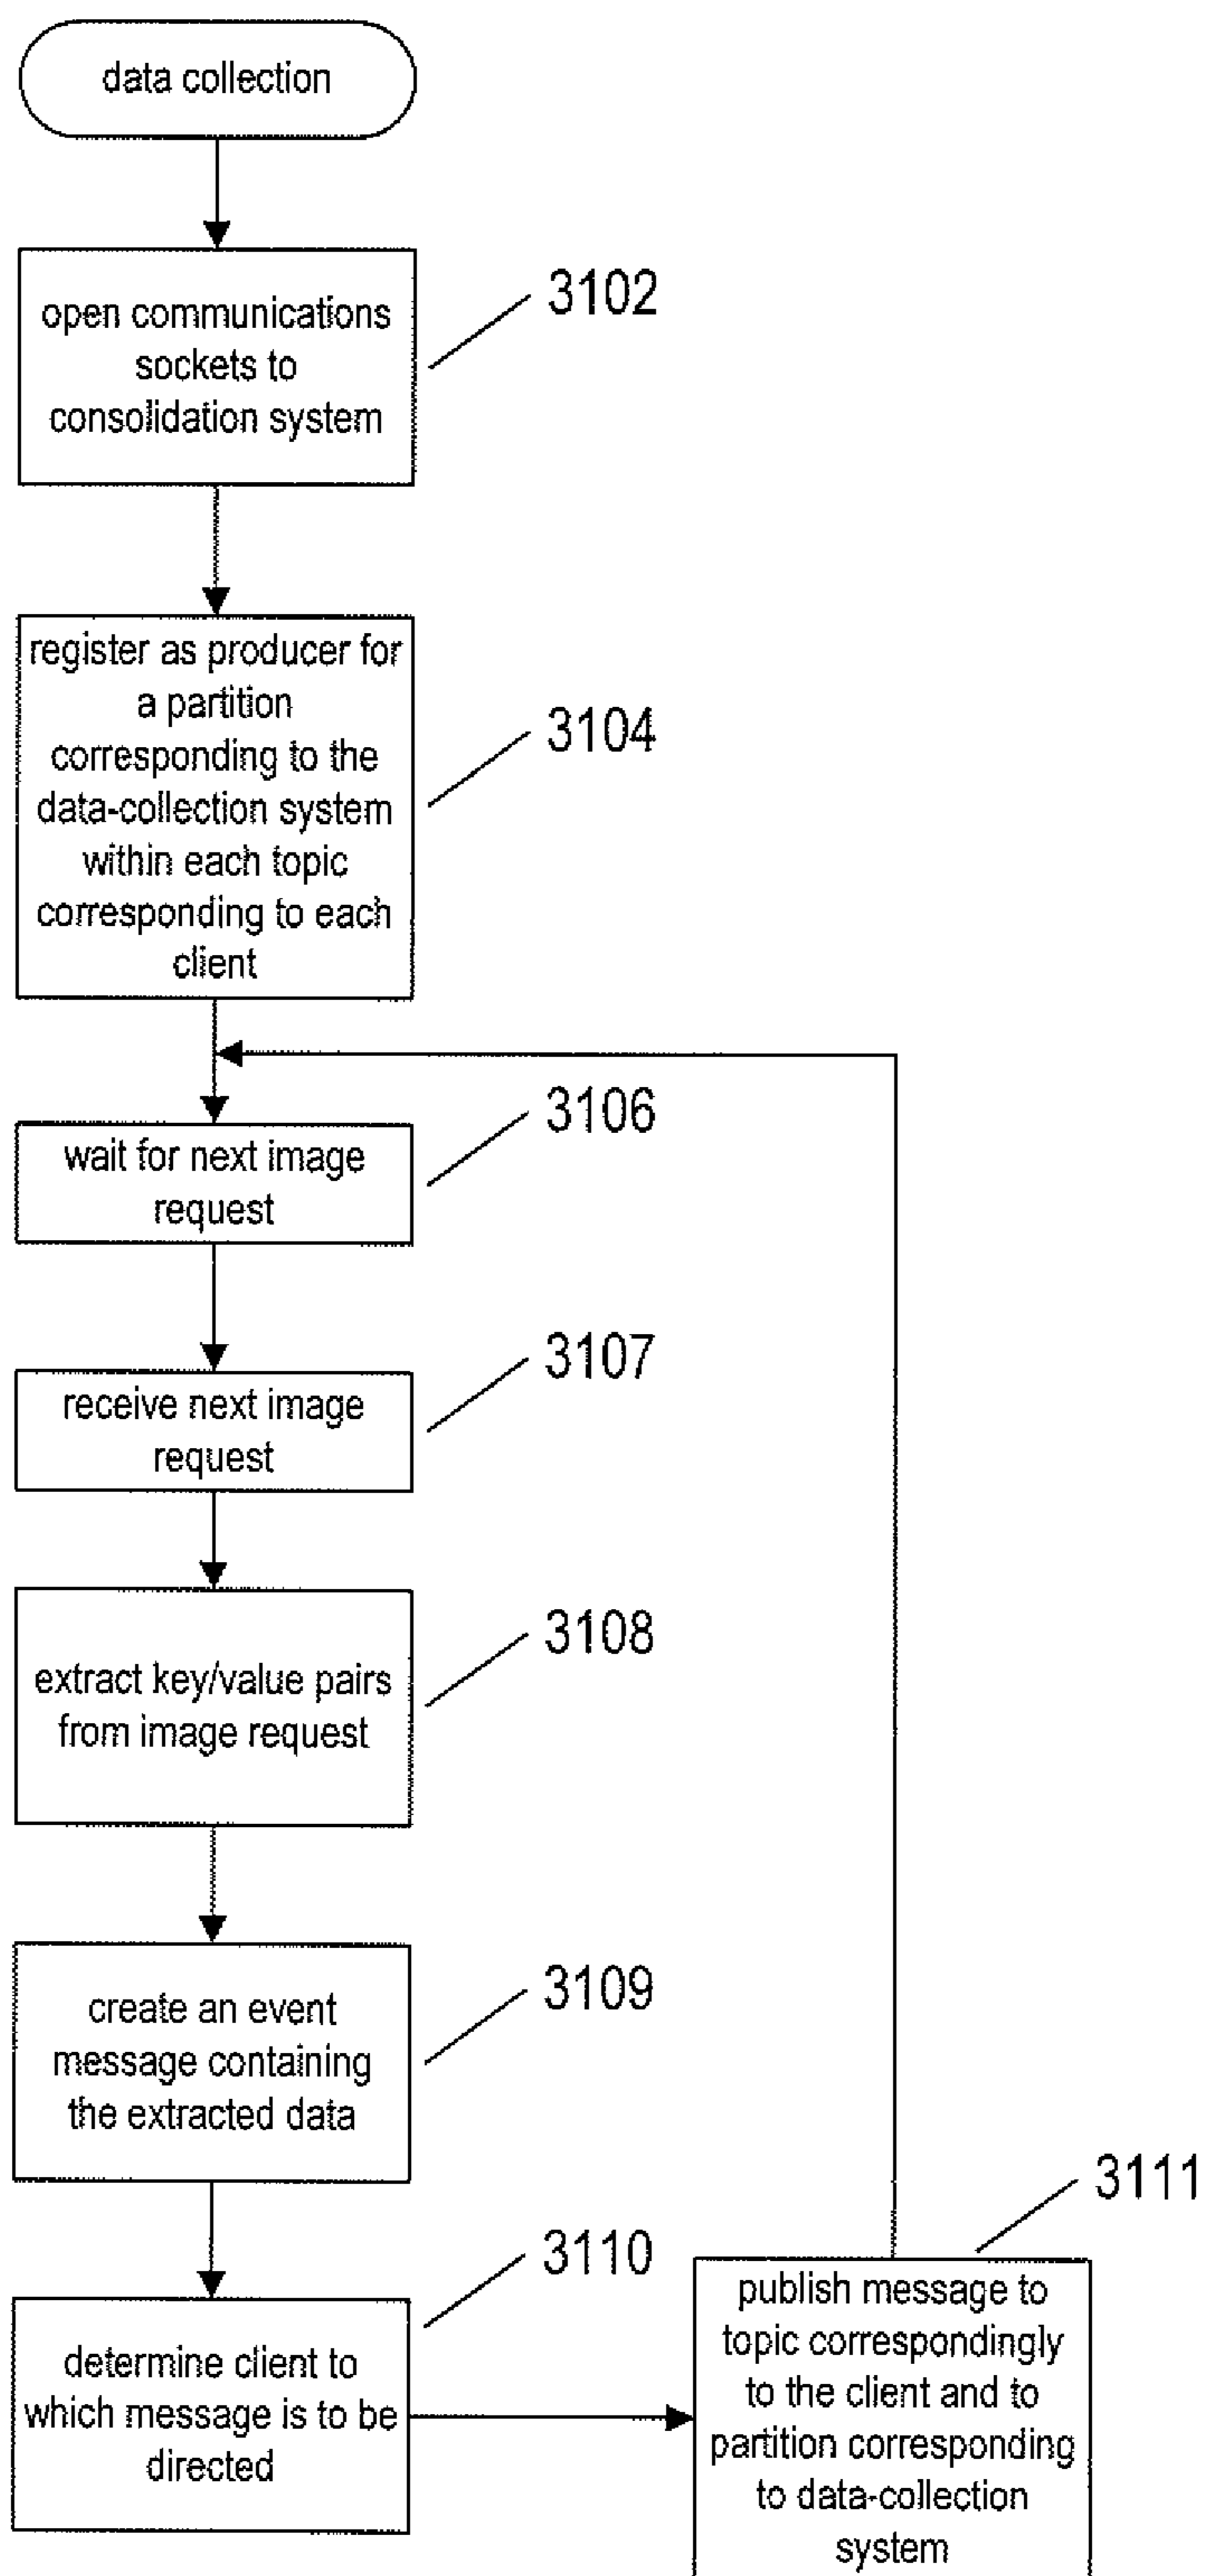 data collection
open communications
sockets to
consolidation system
3102
register as producer for
a partition
corresponding to the
data-collection system
within each topic
corresponding to each
client
3104
wait for next image
request
3106
receive next image
request
3107
extract key/value pairs
from image request
3108
create an event
message containing
the extracted data
3109
determine client to
which message is to be
directed
3110
publish message to
topic correspondingly
to the client and to
partition corresponding
to data-collection
system
3111